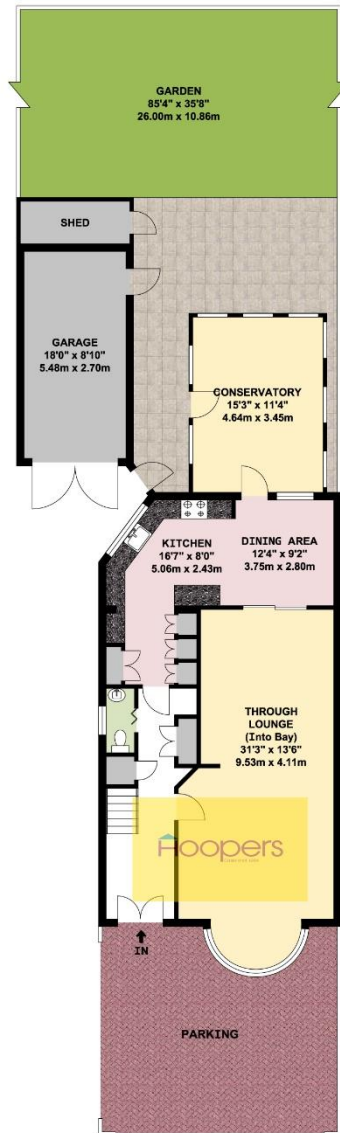 GARDEN
85'4" x 35'8"
26.00m x 10.86m
SHED
GARAGE
18'0" x 8'10"
5.48m x 2.70m
CONSERVATORY
15'3" x 11'4"
4.64m x 3.45m
KITCHEN
16'7" x 8'0"
5.06m x 2.43m
DINING AREA
12'4" x 9'2"
3.75m x 2.80m
THROUGH
LOUNGE
(Into Bay)
31'3" x 13'6"
9.53m x 4.11m
Hoopers
IN
PARKING